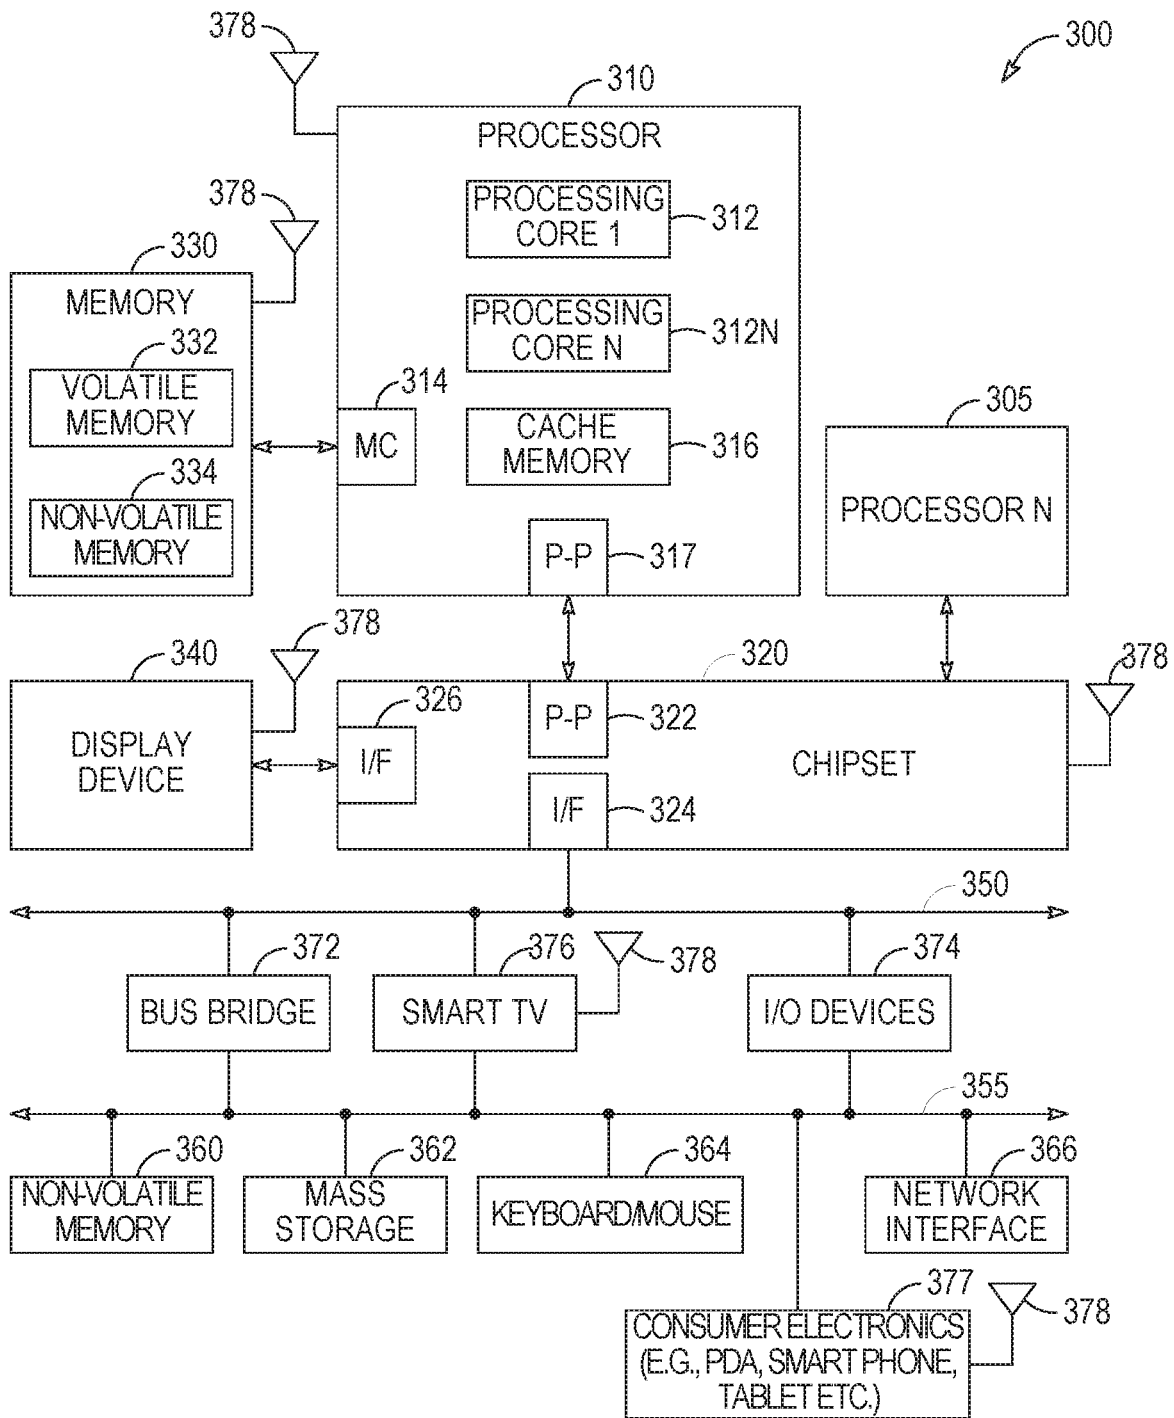 378
300
310
PROCESSOR
378
PROCESSING
CORE 1
312
330
MEMORY
PROCESSING
CORE N
312N
332
VOLATILE
MEMORY
314
MC
CACHE
MEMORY
316
305
PROCESSOR N
334
NON-VOLATILE
MEMORY
P-P
317
378
340
320
378
326
P-P
322
DISPLAY
DEVICE
I/F
CHIPSET
I/F
324
350
372
376
378
374
BUS BRIDGE
SMART TV
I/O DEVICES
355
360
362
364
366
NON-VOLATILE
MEMORY
MASS
STORAGE
KEYBOARD/MOUSE
NETWORK
INTERFACE
377
378
CONSUMER ELECTRONICS
(E.G., PDA, SMART PHONE,
TABLET ETC.)